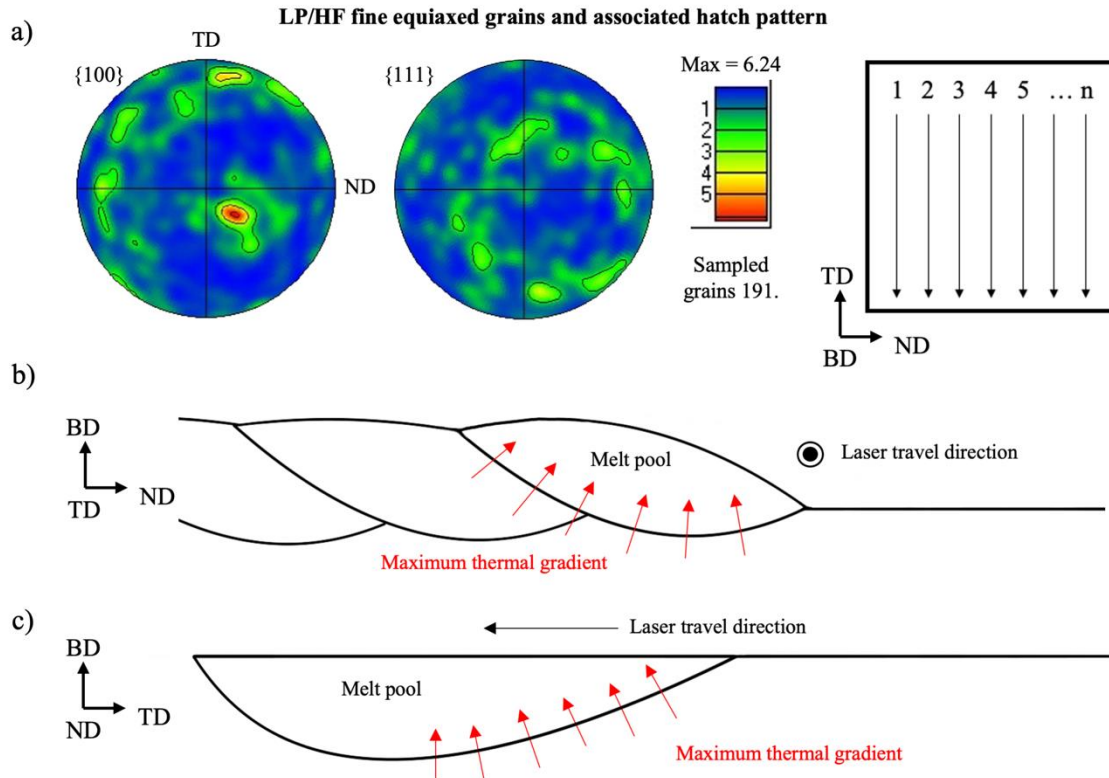 LP/HF fine equiaxed grains and associated hatch pattern
a)
TD
{100}
ND
{111}
Max = 6.24
1
2
3
4
5
Sampled
grains 191.
1 2 3 4 5 … n
TD
BD
ND
b)
BD
TD
ND
Melt pool
Laser travel direction
Maximum thermal gradient
c)
BD
ND
TD
Laser travel direction
Melt pool
Maximum thermal gradient